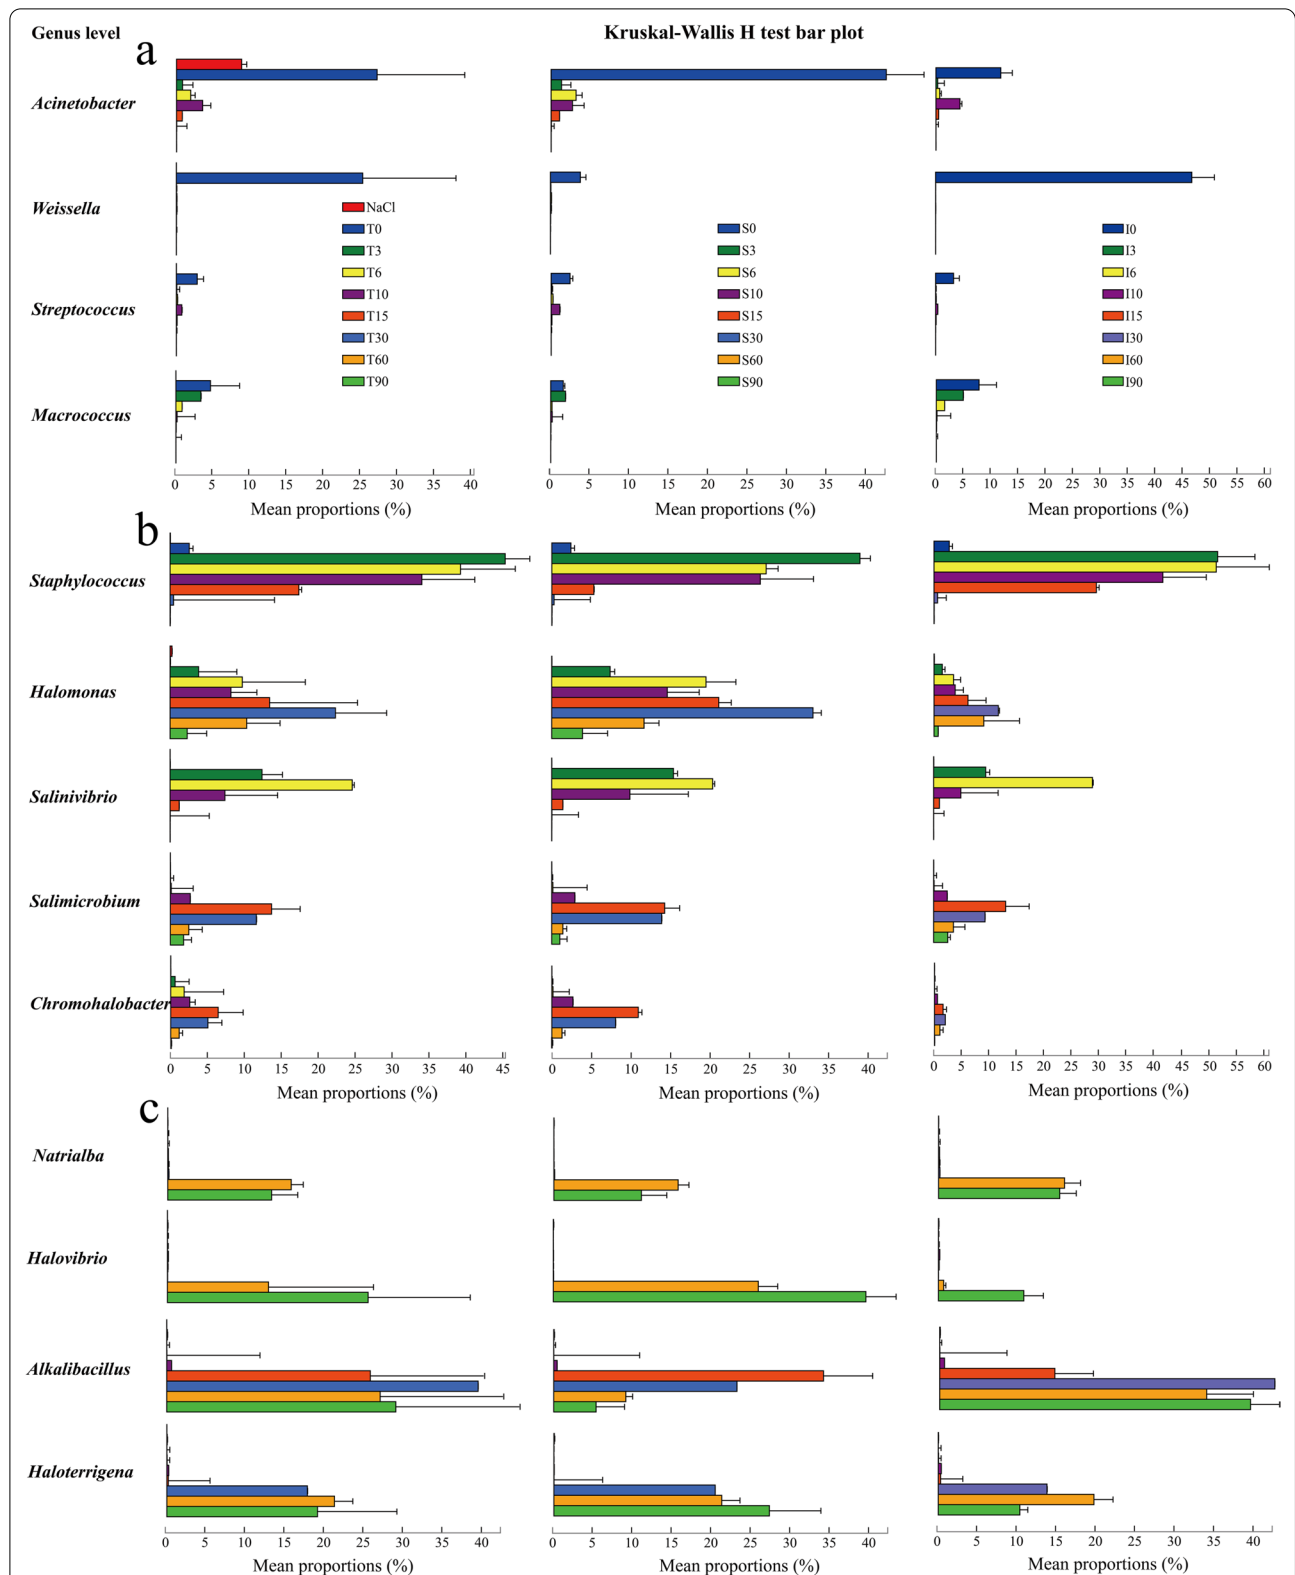 Genus level
Kruskal-Wallis H test bar plot
a
Acinetobacter
Weissella
Streptococcus
Macrococcus
NaCl
T0
T3
T6
T10
T15
T30
T60
T90
S0
S3
S6
S10
S15
S30
S60
S90
I0
I3
I6
I10
I15
I30
I60
I90
0 5 10 15 20 25 30 35 40
0 5 10 15 20 25 30 35 40
0 5 10 15 20 25 30 35 40 45 50 55 60
Mean proportions (%)
Mean proportions (%)
Mean proportions (%)
b
Staphylococcus
Halomonas
Salinivibrio
Salimicrobium
Chromohalobacter
0 5 10 15 20 25 30 35 40 45
0 5 10 15 20 25 30 35 40
0 5 10 15 20 25 30 35 40 45 50 55 60
Mean proportions (%)
Mean proportions (%)
Mean proportions (%)
c
Natrialba
Halovibrio
Alkalibacillus
Haloterrigena
0 5 10 15 20 25 30 35 40
0 5 10 15 20 25 30 35 40
0 5 10 15 20 25 30 35 40
Mean proportions (%)
Mean proportions (%)
Mean proportions (%)